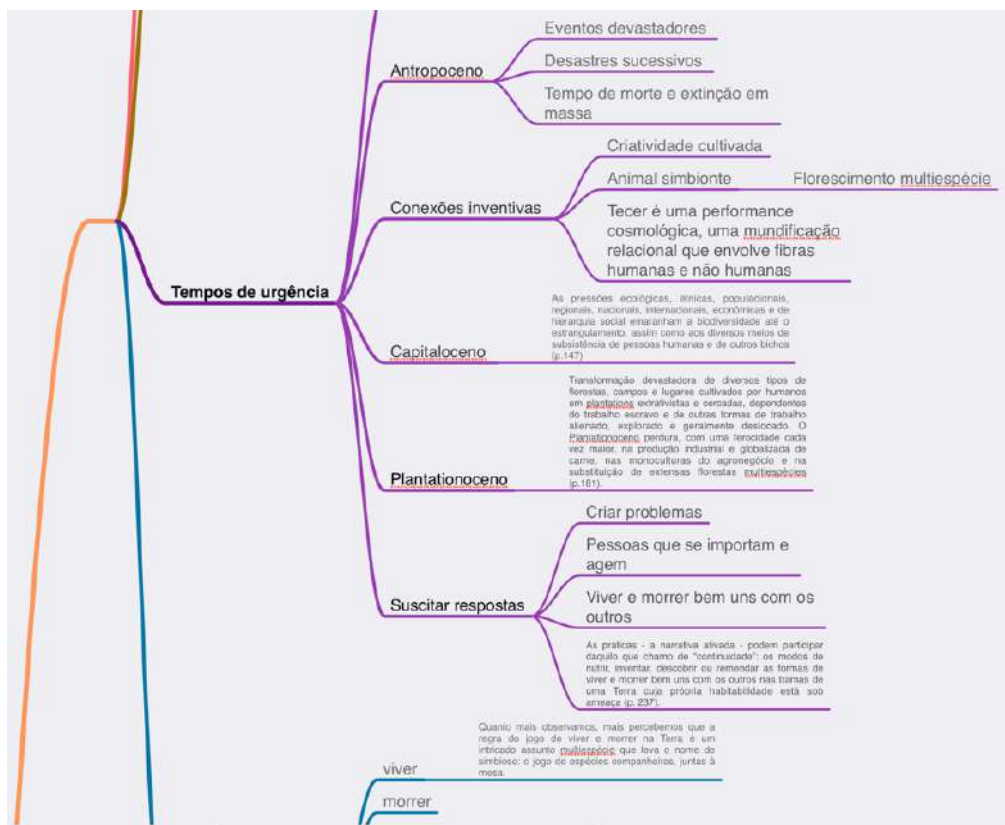 Eventos devastadores
Desastres sucessivos
Antropoceno
Tempo de morte e extinção em
massa
Criatividade cultivada
Animal simbionte
Florescimento multiespécie
Conexões inventivas
Tecer é uma performance
cosmológica, uma mundificação
relacional que envolve fibras
humanas e não humanas
Tempos de urgência
As pressões ecológicas, étnicas, populacionais,
regionais, nacionais, internacionais, econômicas e de
hierarquia social emaranham a biodiversidade até o
estrangulamento, assim como aos diversos meios de
subsistência de pessoas humanas e de outros bichos
(p.147)
Capitaloceno
Transformação devastadora de diversos tipos de
florestas, campos e lugares cultivados por humanos
em plantations extrativistas e cercadas, dependentes
do trabalho escravo e de outras formas de trabalho
alienado, explorado e geralmente deslocado. O
Plantationoceno perdura, com uma ferocidade cada
vez maior, na produção industrial e globalizada de
carne, nas monoculturas do agronegócio e na
substituição de extensas florestas multiespécies
(p.181).
Plantationoceno
Criar problemas
Pessoas que se importam e
agem
Suscitar respostas
Viver e morrer bem uns com os
outros
As praticas - a narrativa ativada - podem participar
daquilo que chamo de "continuidade": os modos de
nutrir, inventar, descobrir ou remendar as formas de
viver e morrer bem uns com os outros nas tramas de
uma Terra cuja própria habitabilidade está sob
ameaça (p. 237).
Quanto mais observamos, mais percebemos que a
regra do jogo de viver e morrer na Terra é um
intricado assunto multiespécie que leva o nome de
simbiose: o jogo de espécies companheiras, juntas à
mesa.
viver
morrer